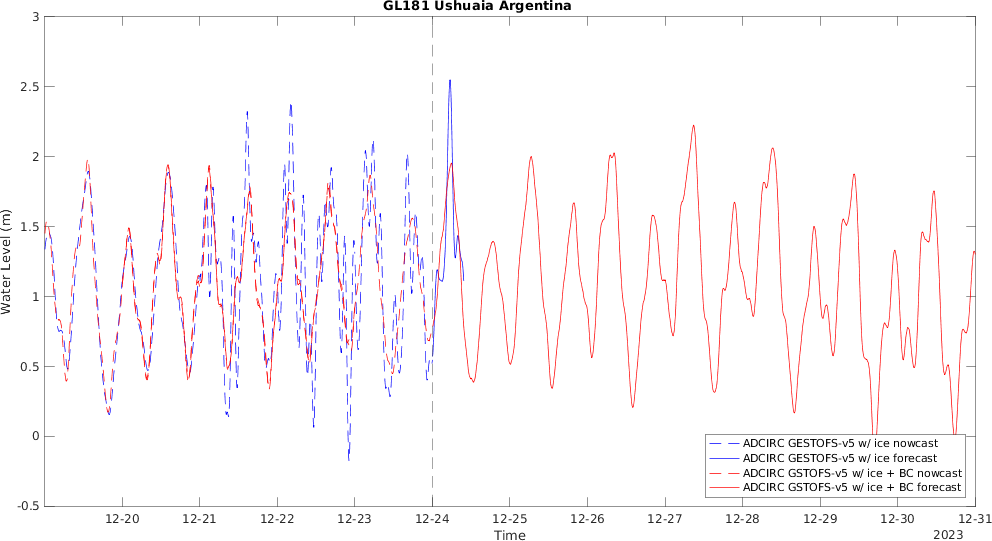 GL181 Ushuaia Argentina
3
2.5
2
1.5
1
0.5
0
-0.5
Water Level (m)
ADCIRC GESTOFS-v5 w/ ice nowcast
ADCIRC GESTOFS-v5 w/ ice forecast
ADCIRC GSTOFS-v5 w/ ice + BC nowcast
ADCIRC GSTOFS-v5 w/ ice + BC forecast
12-20 12-21 12-22 12-23 12-24 12-25 12-26 12-27 12-28 12-29 12-30 12-31
Time
2023